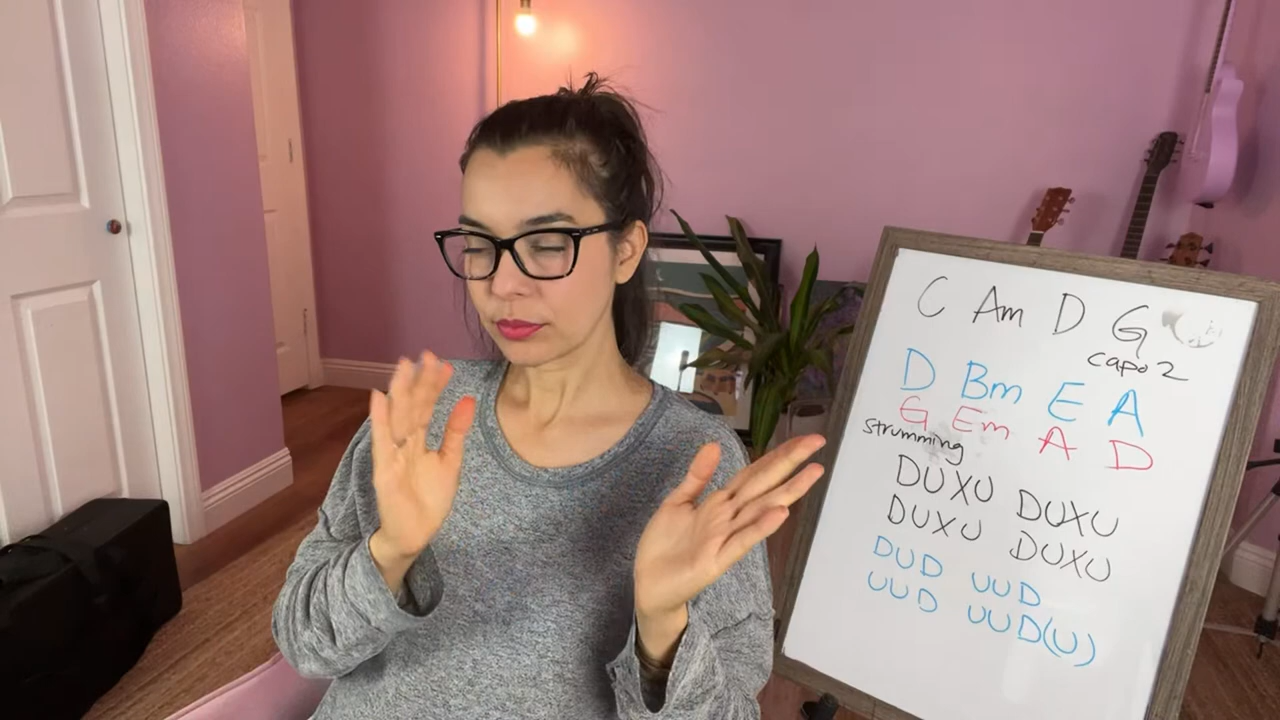 C Am D G
capo 2
D Bm E A
G Em A D
strumming
DUXU DUXU
DUXU DUXU
DUD UUD
UUD UUD(U)